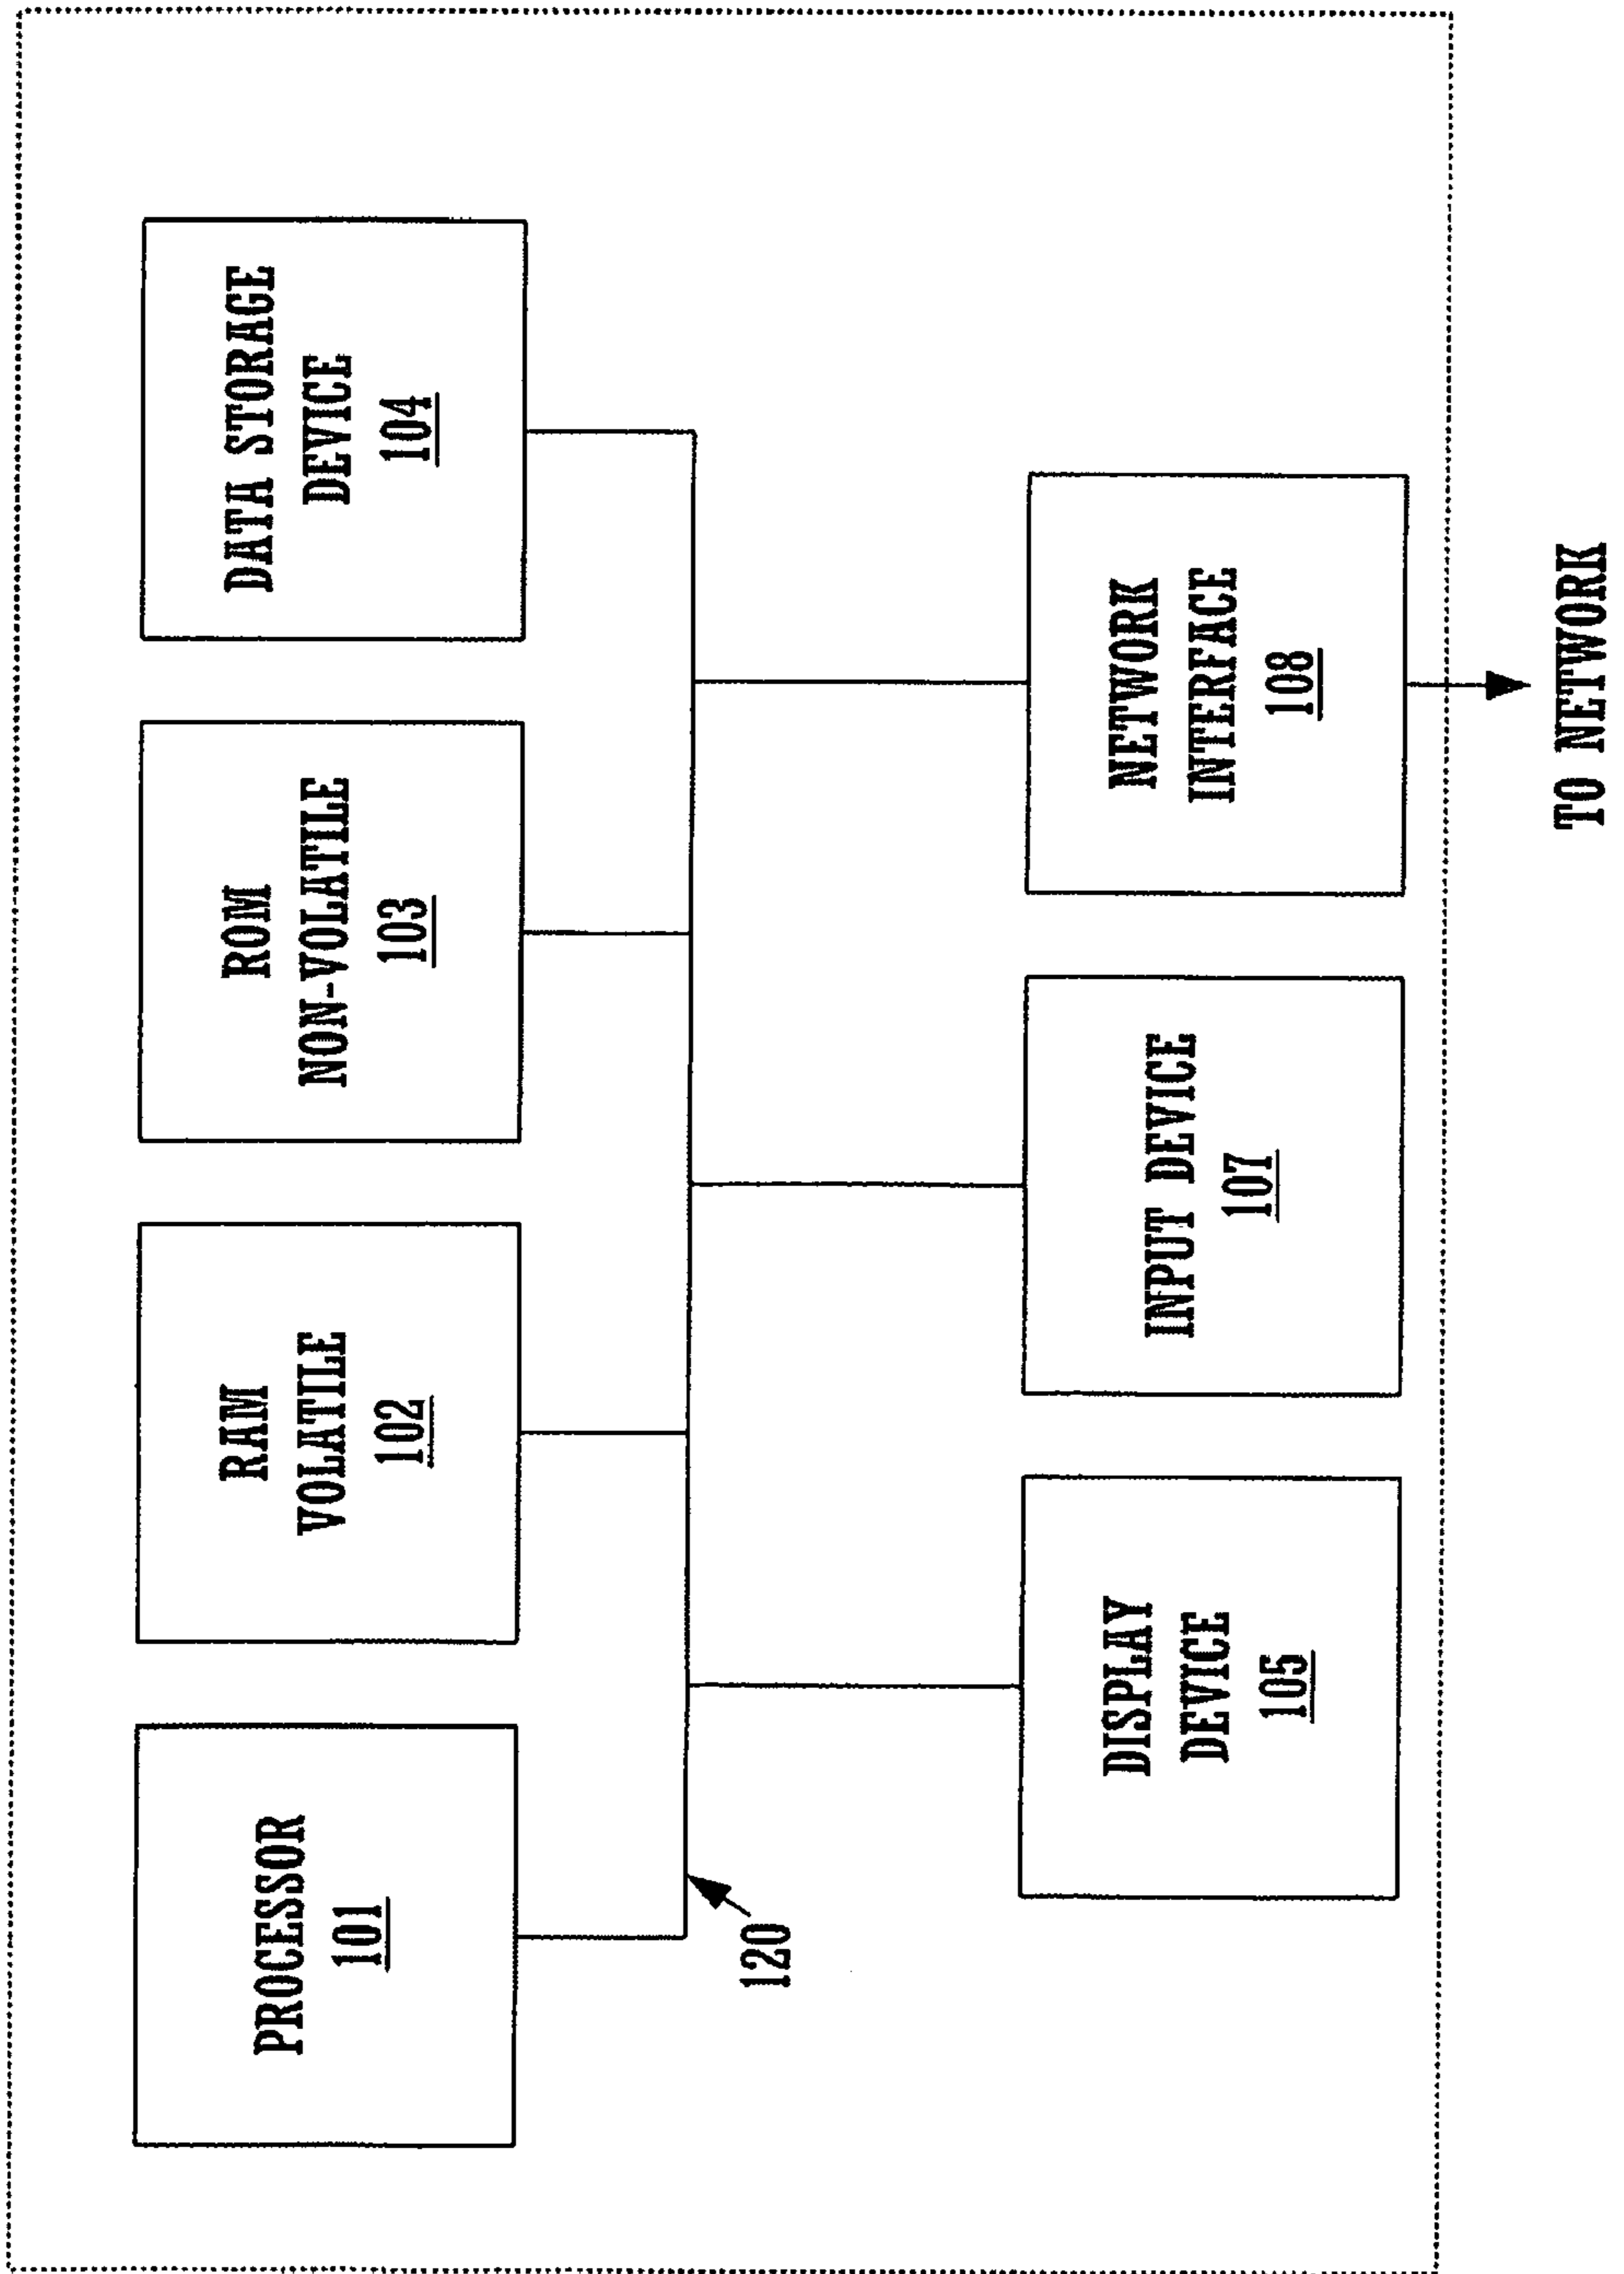 PROCESSOR
101
RAM
VOLATILE
102
ROM
NON-VOLATILE
103
DATA STORAGE
DEVICE
104
120
DISPLAY
DEVICE
105
INPUT DEVICE
107
NETWORK
INTERFACE
108
TO NETWORK